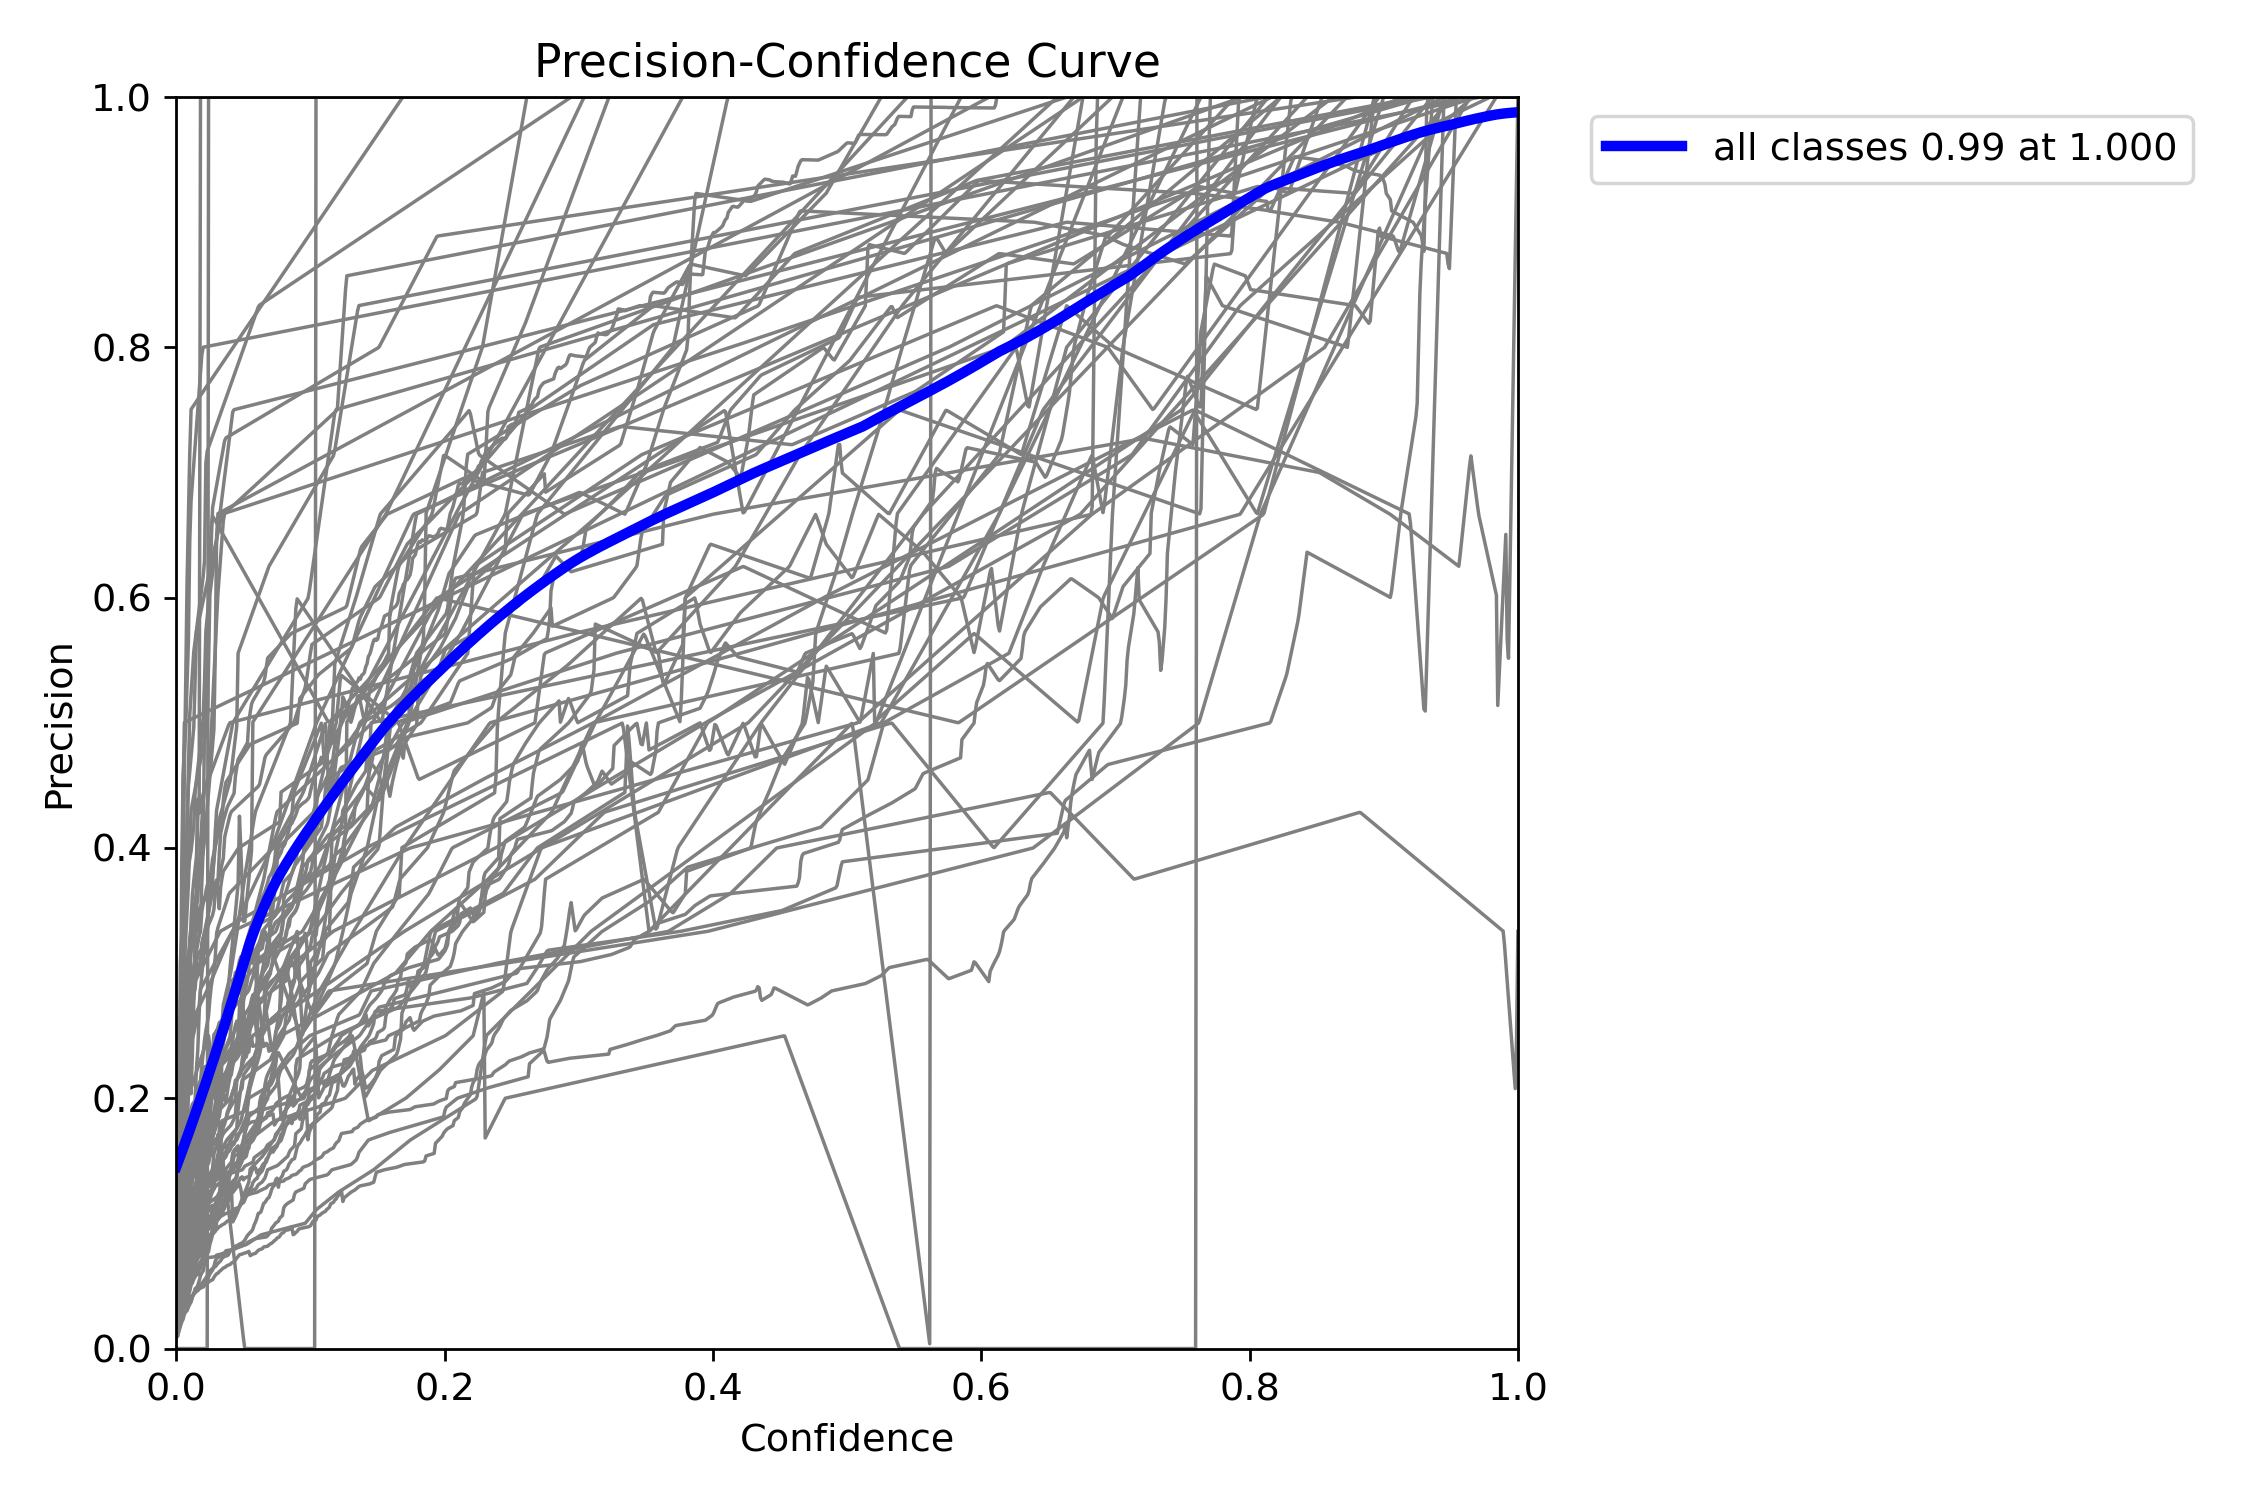 Precision-Confidence Curve
all classes 0.99 at 1.000
Precision
1.0
0.8
0.6
0.4
0.2
0.0
0.0 0.2 0.4 0.6 0.8 1.0
Confidence